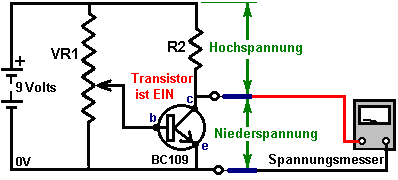 R2
Hochspannung
VR1
+
9 Volts
Transistor
ist EIN
c
b
Niederspannung
e
0V
BC109
Spannungsmesser